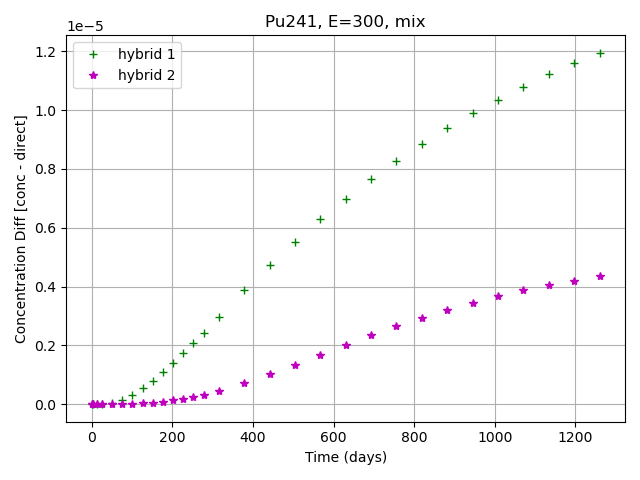 Pu241, E=300, mix
1e−5
hybrid 1
hybrid 2
Concentration Diff [conc - direct]
1.2
1.0
0.8
0.6
0.4
0.2
0.0
0 200 400 600 800 1000 1200
Time (days)